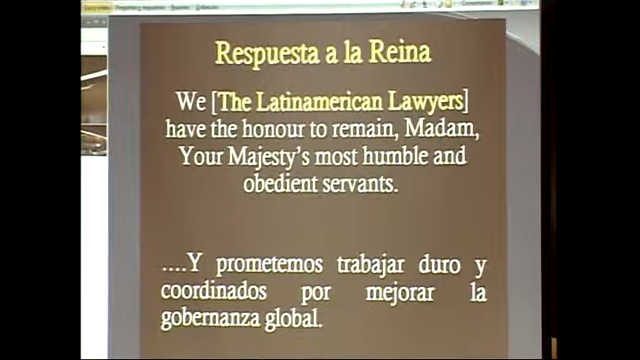 Respuesta a la Reina
We [The Latinamerican Lawyers]
have the honour to remain, Madam,
Your Majesty's most humble and
obedient servants.
....Y prometemos trabajar duro y
coordinados por mejorar la
gobernanza global.